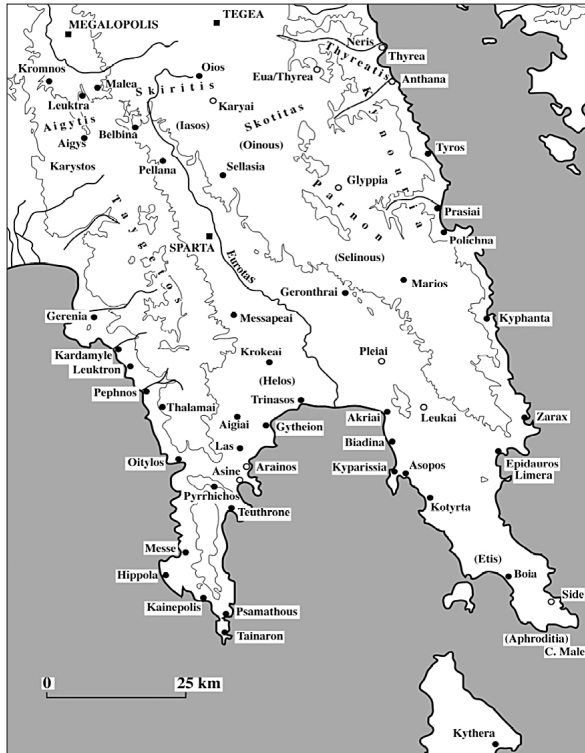 MEGALOPOLIS
TEGEA
Neris
Thyrea
Thyreatis
Kromnos
Malea
Oios
Eua/Thyrea
Anthana
Leuktra
Skiritis
Karyai
Kynouria
Aigytis
(Iasos)
Skotitas
Belbina
(Oinous)
Aigys
Tyros
Karystos
Pellana
Sellasia
Glyppia
Parnon
Taygetos
Prasiai
SPARTA
Polichna
Eurotas
(Selinous)
Geronthrai
Marios
Gerenia
Messapeai
Kyphanta
Kardamyle
Krokeai
Pleiai
Leuktron
(Helos)
Pephnos
Trinasos
Thalamai
Akriai
Leukai
Zarax
Aigiai
Gytheion
Biadina
Las
Epidauros
Limera
Oitylos
Arainos
Kyparissia
Asopos
Asine
Pyrrhichos
Kotyrta
Teuthrone
Messe
(Etis)
Hippola
Boia
Kainepolis
Side
Psamathous
Tainaron
(Aphroditia)
C. Male
0
25 km
Kythera